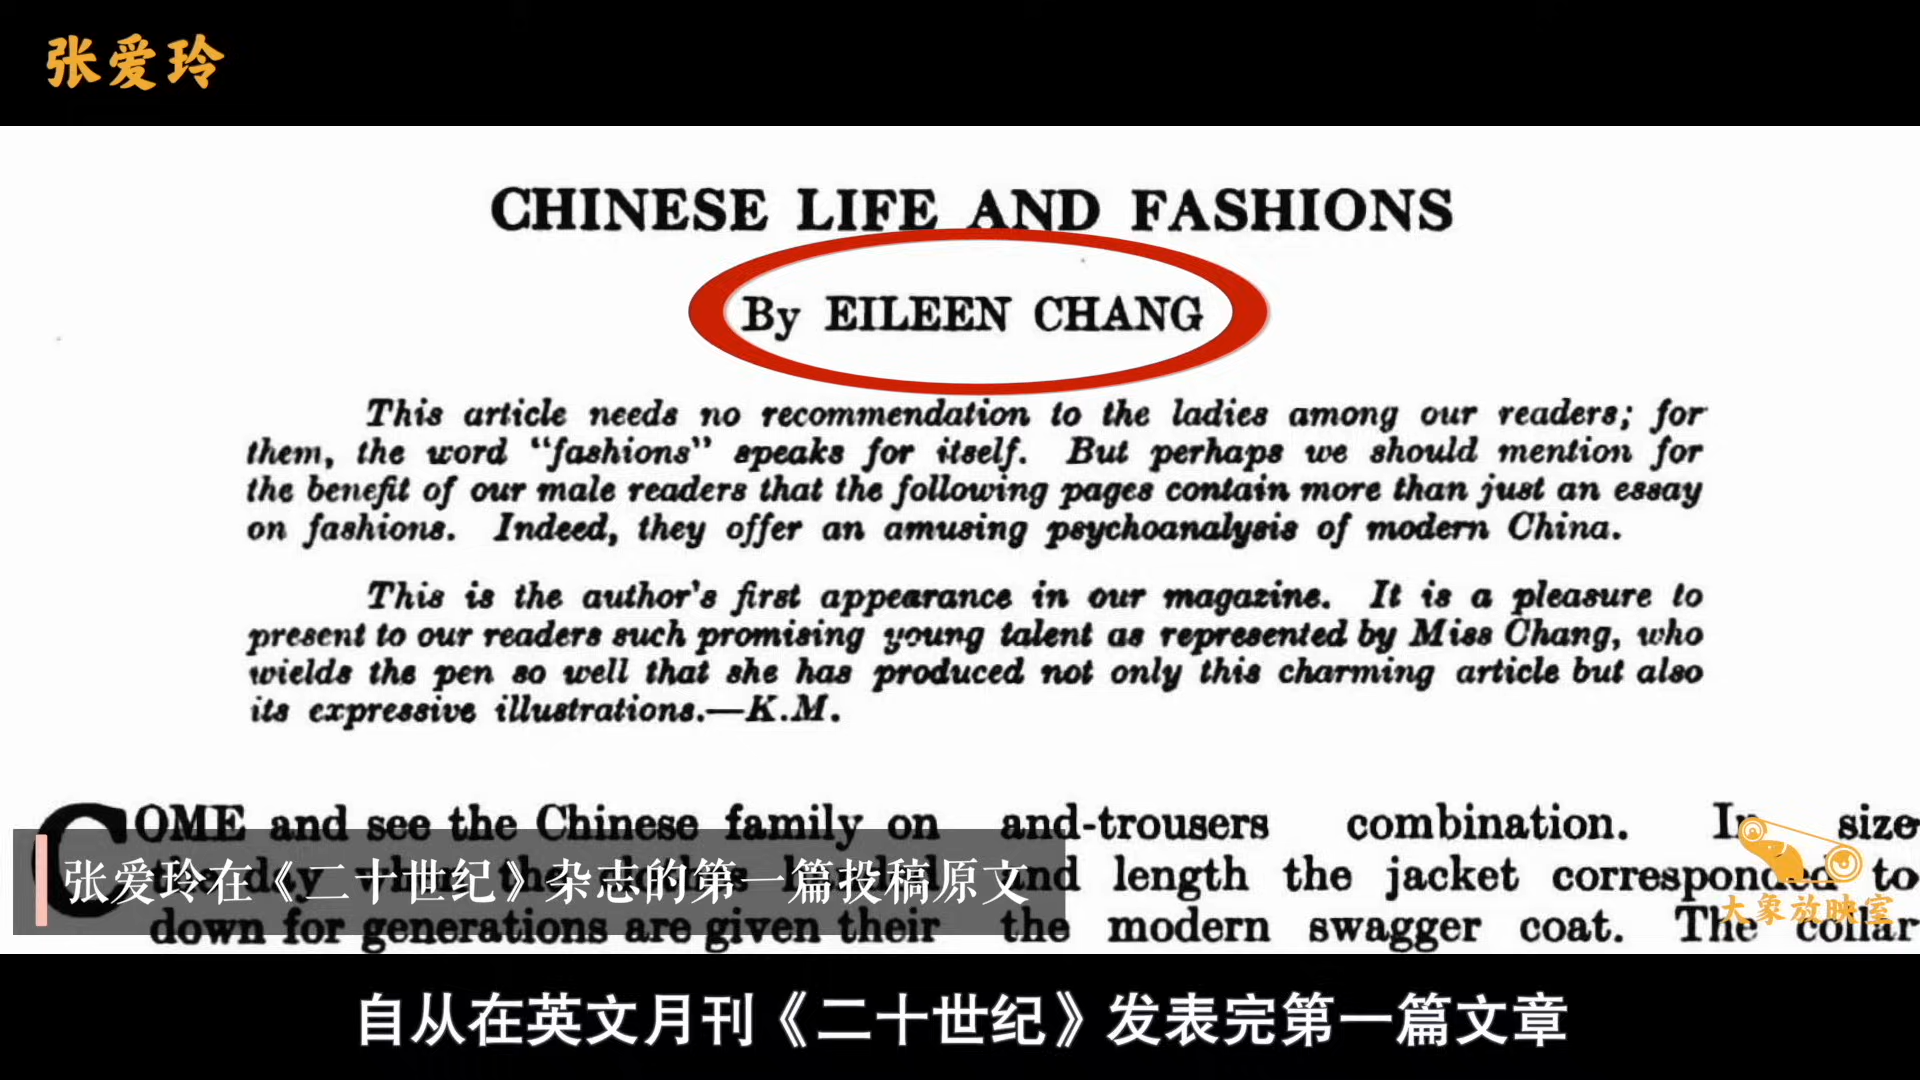 张爱玲
CHINESE LIFE AND FASHIONS
By EILEEN CHANG
This article needs no recommendation to the ladies among our readers; for
them, the word "fashions" speaks for itself. But perhaps we should mention for
the benefit of our male readers that the following pages contain more than just an essay
on fashions. Indeed, they offer an amusing psychoanalysis of modern China.
This is the author's first appearance in our magazine. It is a pleasure to
present to our readers such promising young talent as represented by Miss Chang, who
wields the pen so well that she has produced not only this charming article but also
its expressive illustrations.—K.M.
COME and see the Chinese family on
down for generations are given their
and-trousers combination. In size
and length the jacket corresponded to
the modern swagger coat. The collar
张爱玲在《二十世纪》杂志的第一篇投稿原文
大象放映室
自从在英文月刊《二十世纪》发表完第一篇文章